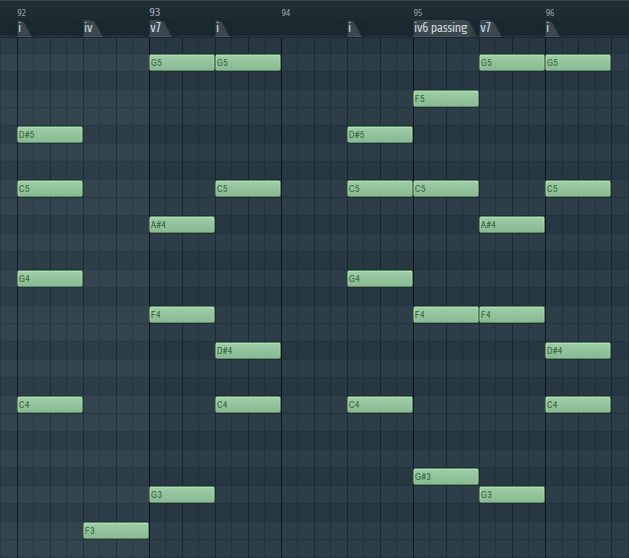 92 93 94 95 96
i iv v7 i i iv6 passing v7 i
G5 G5 G5 G5
F5
D#5 D#5
C5 C5 C5 C5 C5
A#4 A#4
G4 G4
F4 F4 F4
D#4 D#4
C4 C4 C4 C4
G#3
G3 G3
F3